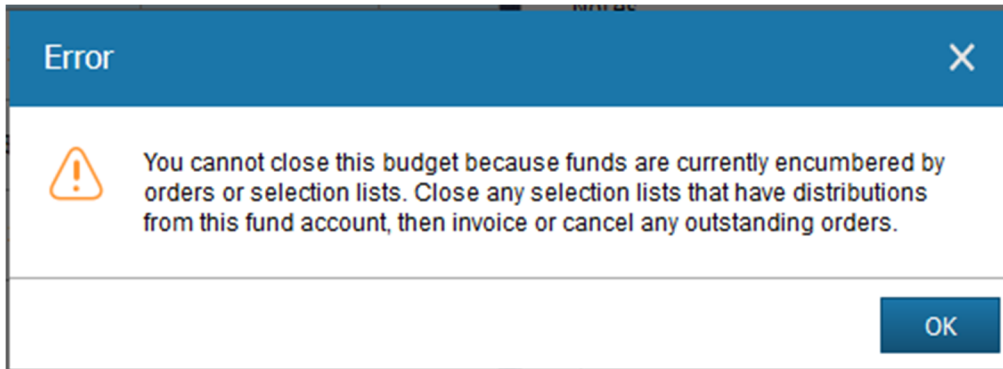 Error
You cannot close this budget because funds are currently encumbered by
orders or selection lists. Close any selection lists that have distributions
from this fund account, then invoice or cancel any outstanding orders.
OK